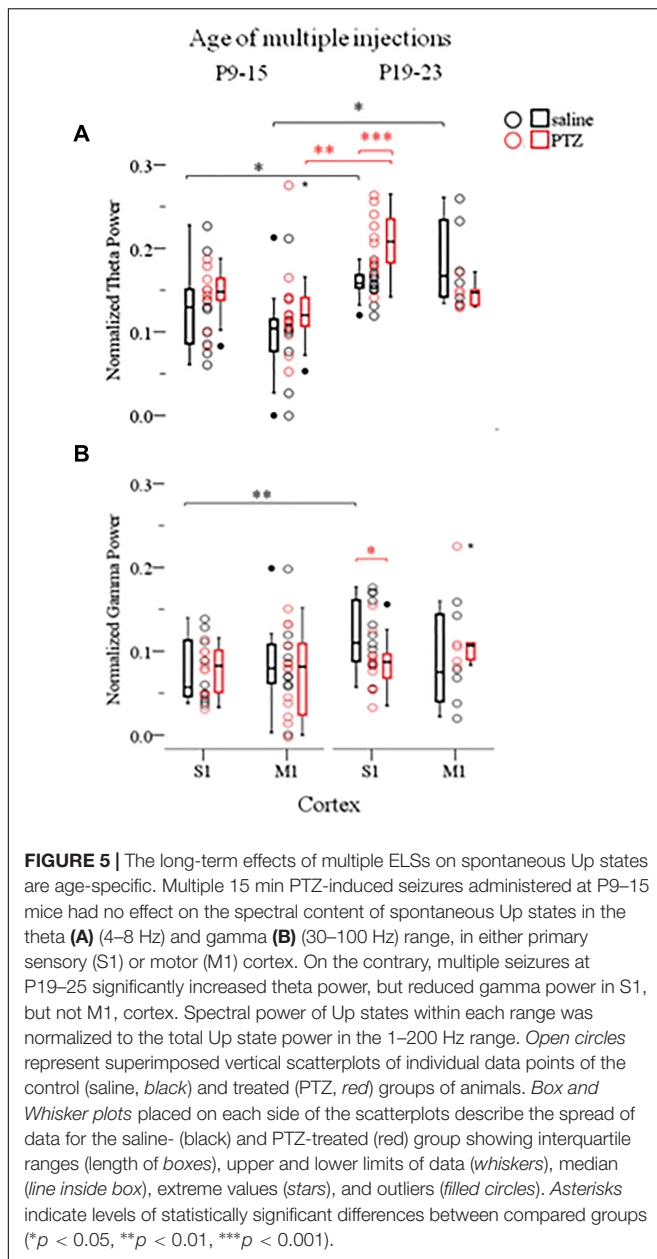 Age of multiple injections
P9-15 P19-23
*
saline
PTZ
A
***
**
*
0.3
0.2
0.1
0.0
Normalized Theta Power
*
B
**
*
0.3
0.2
0.1
0.0
Normalized Gamma Power
*
S1 M1 S1 M1
Cortex
FIGURE 5 | The long-term effects of multiple ELSs on spontaneous Up states
are age-specific. Multiple 15 min PTZ-induced seizures administered at P9–15
mice had no effect on the spectral content of spontaneous Up states in the
theta (A) (4–8 Hz) and gamma (B) (30–100 Hz) range, in either primary
sensory (S1) or motor (M1) cortex. On the contrary, multiple seizures at
P19–25 significantly increased theta power, but reduced gamma power in S1,
but not M1, cortex. Spectral power of Up states within each range was
normalized to the total Up state power in the 1–200 Hz range. Open circles
represent superimposed vertical scatterplots of individual data points of the
control (saline, black) and treated (PTZ, red) groups of animals. Box and
Whisker plots placed on each side of the scatterplots describe the spread of
data for the saline- (black) and PTZ-treated (red) group showing interquartile
ranges (length of boxes), upper and lower limits of data (whiskers), median
(line inside box), extreme values (stars), and outliers (filled circles). Asterisks
indicate levels of statistically significant differences between compared groups
(*p < 0.05, **p < 0.01, ***p < 0.001).